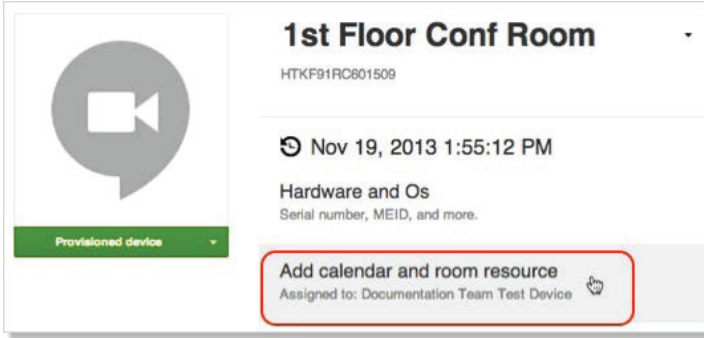 1st Floor Conf Room
HTKF91RC601509
Nov 19, 2013 1:55:12 PM
Hardware and Os
Serial number, MEID, and more.
Provisioned device
Add calendar and room resource
Assigned to: Documentation Team Test Device